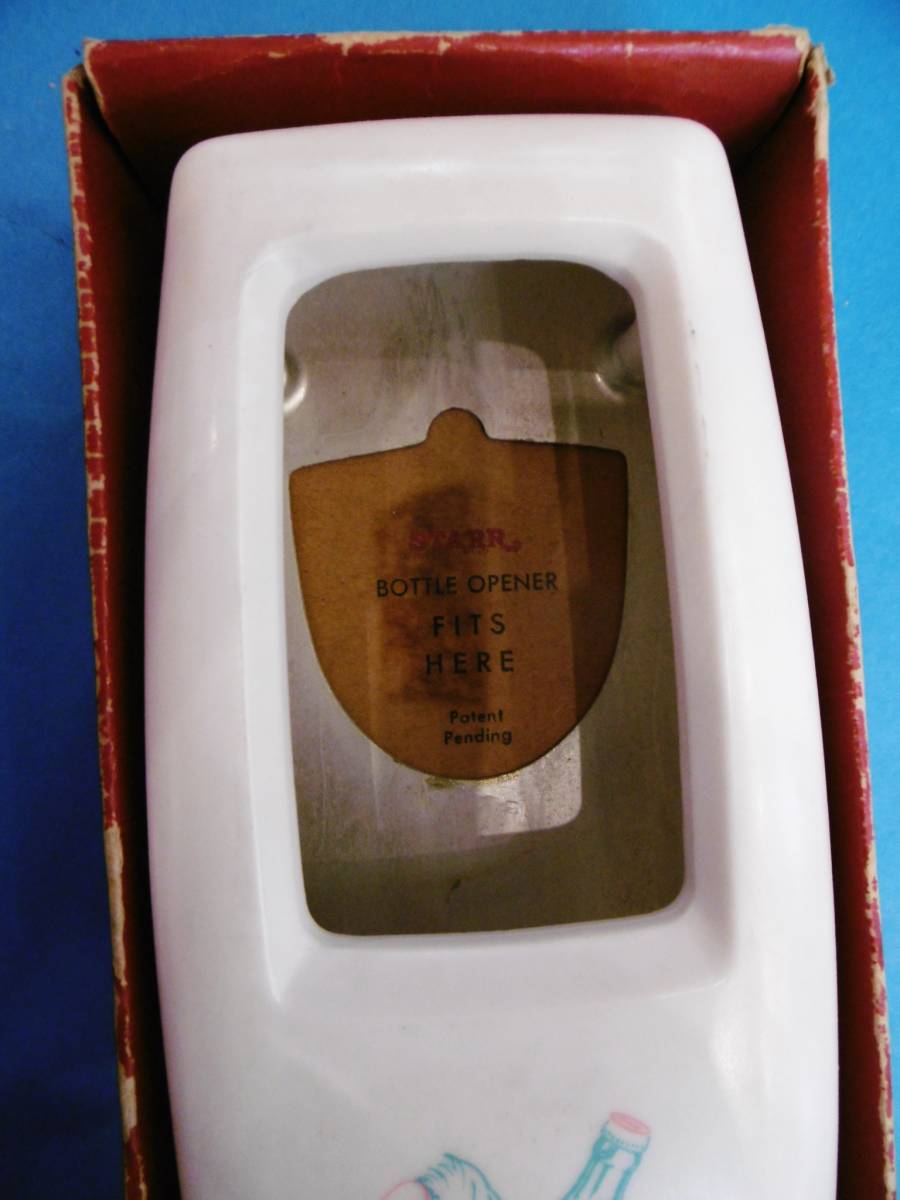 STARR
BOTTLE OPENER
FITS
HERE
Patent
Pending